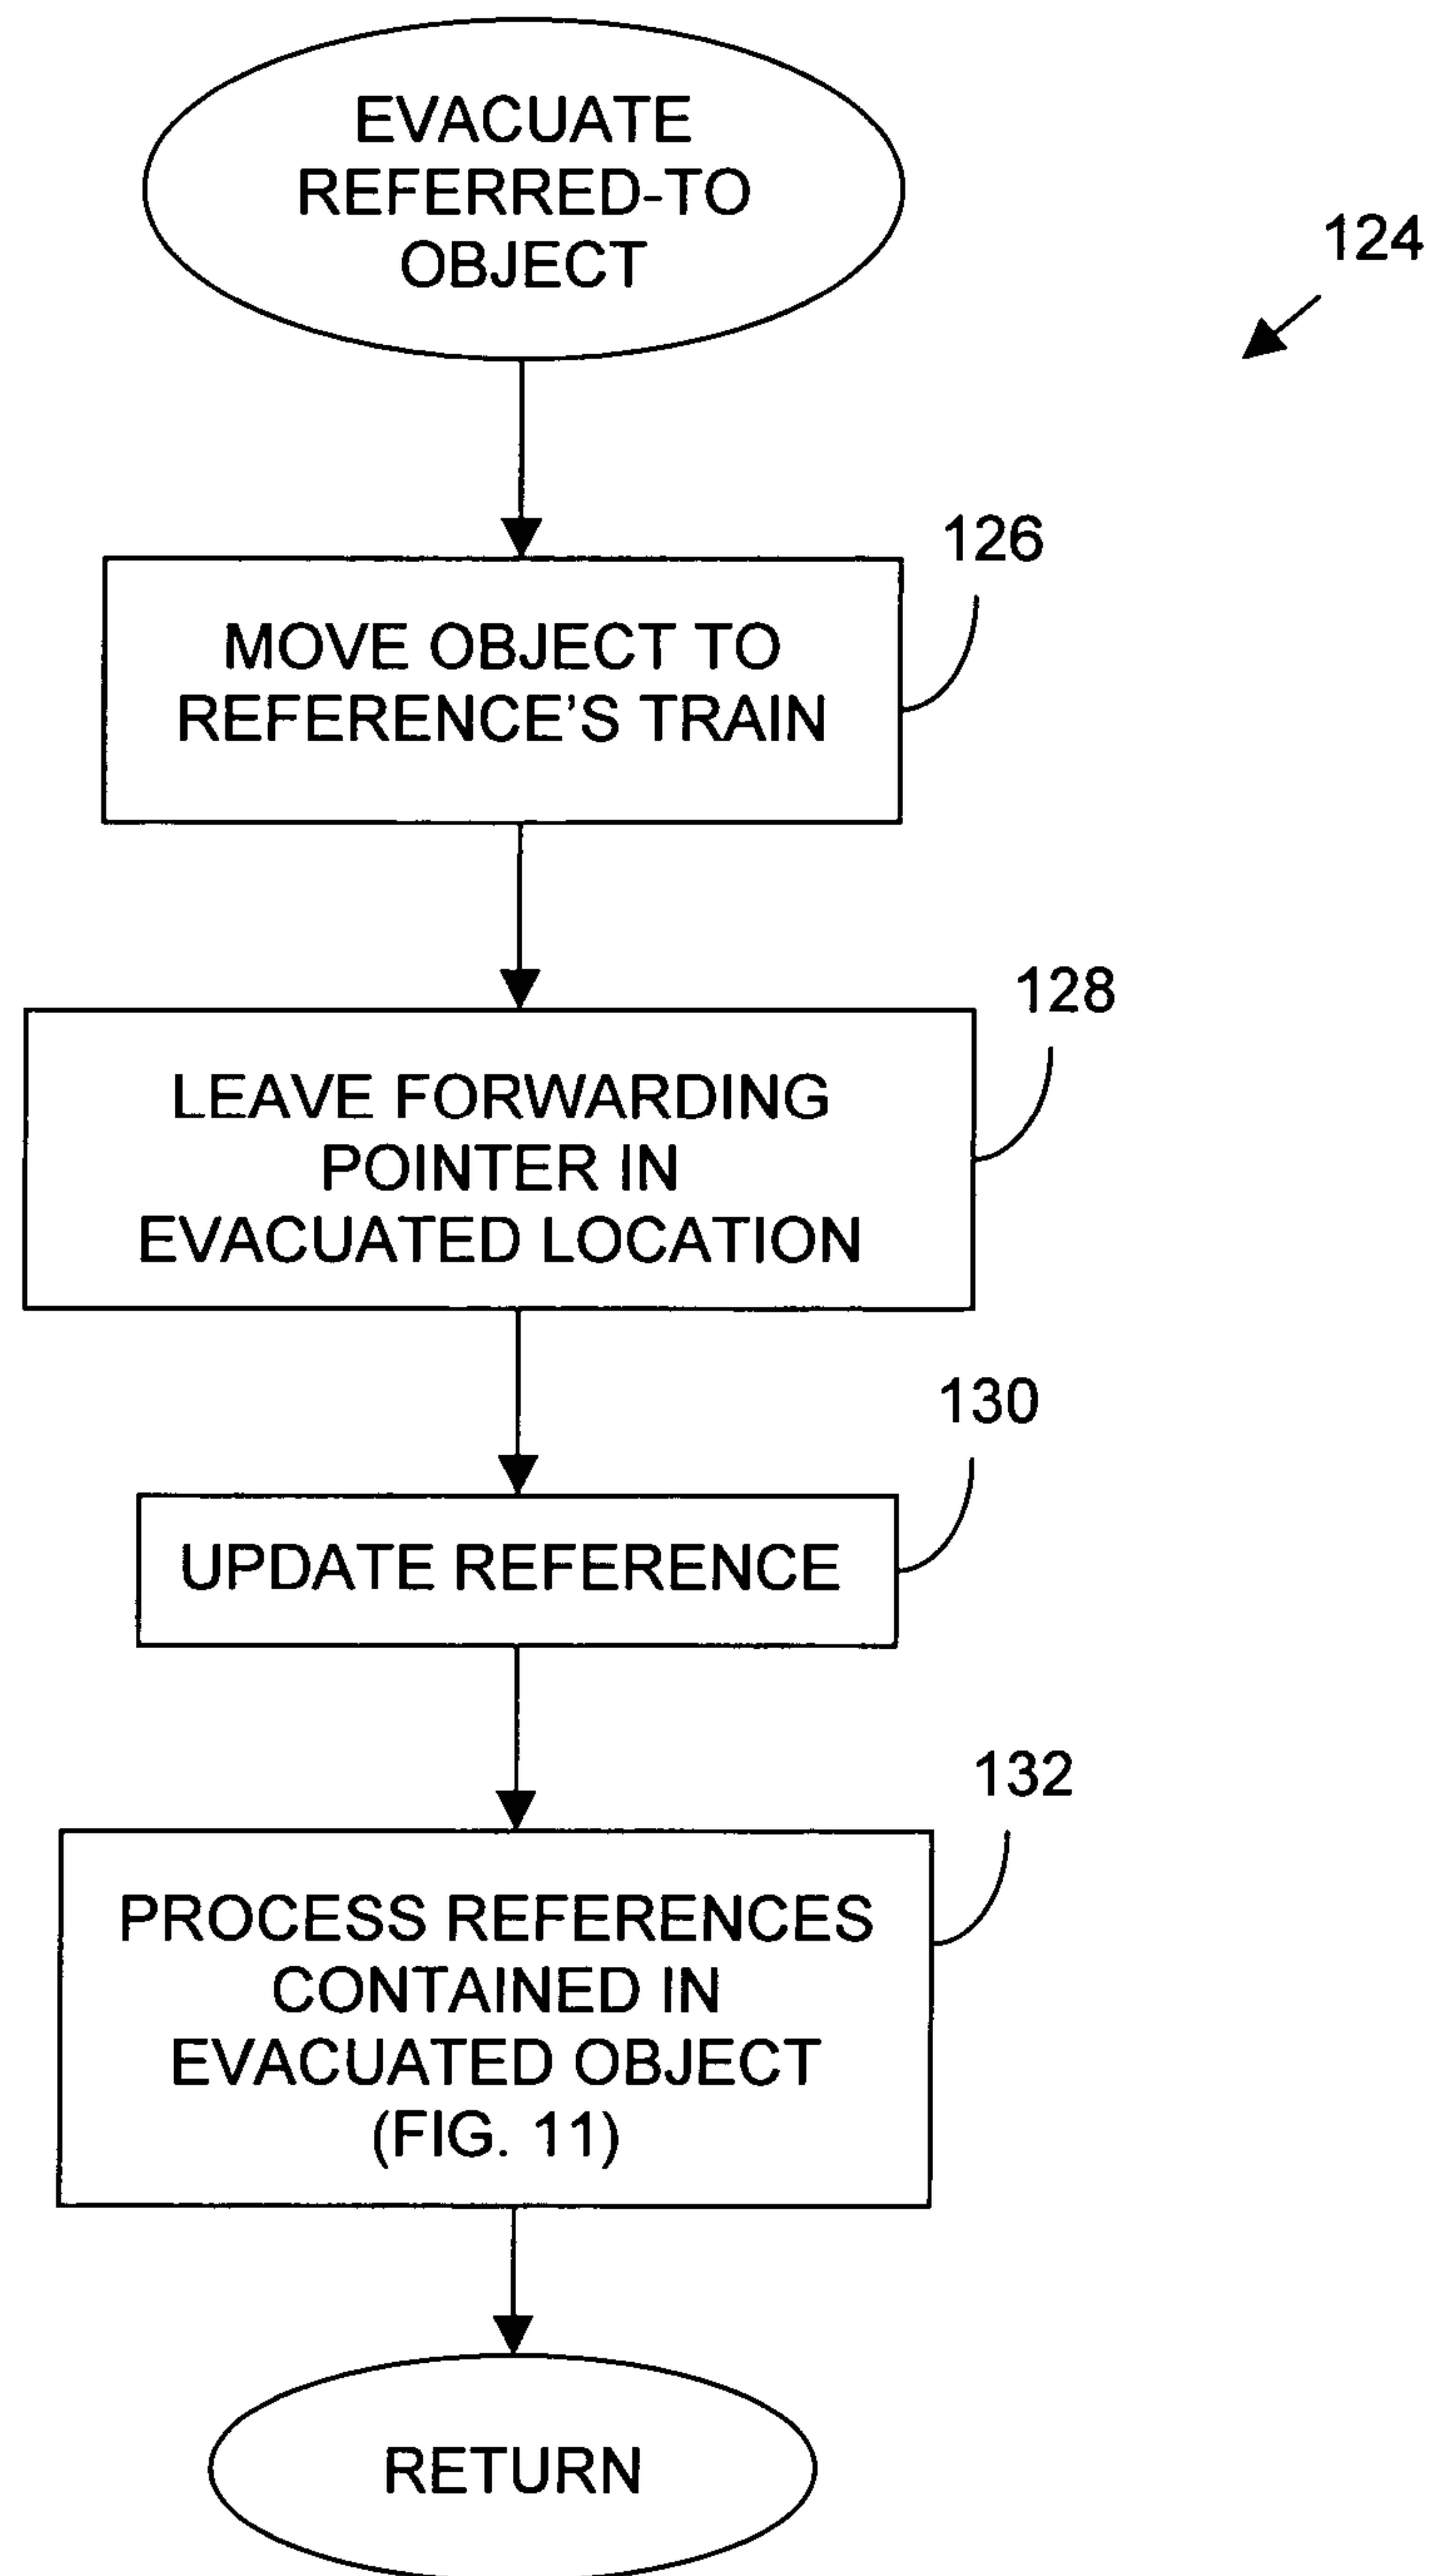 EVACUATE
REFERRED-TO
OBJECT
124
126
MOVE OBJECT TO
REFERENCE'S TRAIN
128
LEAVE FORWARDING
POINTER IN
EVACUATED LOCATION
130
UPDATE REFERENCE
132
PROCESS REFERENCES
CONTAINED IN
EVACUATED OBJECT
(FIG. 11)
RETURN